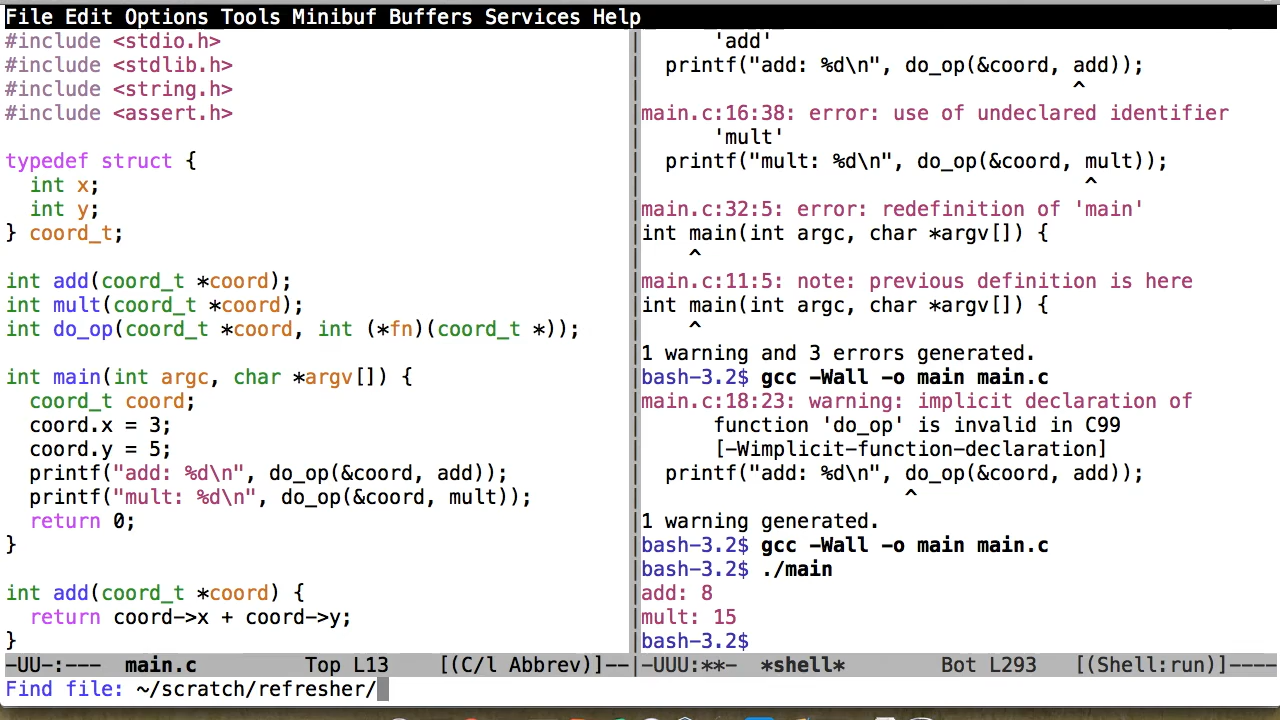 File Edit Options Tools Minibuf Buffers Services Help
#include <stdio.h>
#include <stdlib.h>
#include <string.h>
#include <assert.h>
typedef struct {
int x;
int y;
} coord_t;
int add(coord_t *coord);
int mult(coord_t *coord);
int do_op(coord_t *coord, int (*fn)(coord_t *));
int main(int argc, char *argv[]) {
coord_t coord;
coord.x = 3;
coord.y = 5;
printf("add: %d\n", do_op(&coord, add));
printf("mult: %d\n", do_op(&coord, mult));
return 0;
}
int add(coord_t *coord) {
return coord->x + coord->y;
}
-UU-:--- main.c Top L13 [(C/l Abbrev)]--
'add'
printf("add: %d\n", do_op(&coord, add));
^
main.c:16:38: error: use of undeclared identifier
'mult'
printf("mult: %d\n", do_op(&coord, mult));
^
main.c:32:5: error: redefinition of 'main'
int main(int argc, char *argv[]) {
^
main.c:11:5: note: previous definition is here
int main(int argc, char *argv[]) {
^
1 warning and 3 errors generated.
bash-3.2$ gcc -Wall -o main main.c
main.c:18:23: warning: implicit declaration of
function 'do_op' is invalid in C99
[-Wimplicit-function-declaration]
printf("add: %d\n", do_op(&coord, add));
^
1 warning generated.
bash-3.2$ gcc -Wall -o main main.c
bash-3.2$ ./main
add: 8
mult: 15
bash-3.2$
-UUU:**- *shell* Bot L293 [(Shell:run)]----
Find file: ~/scratch/refresher/